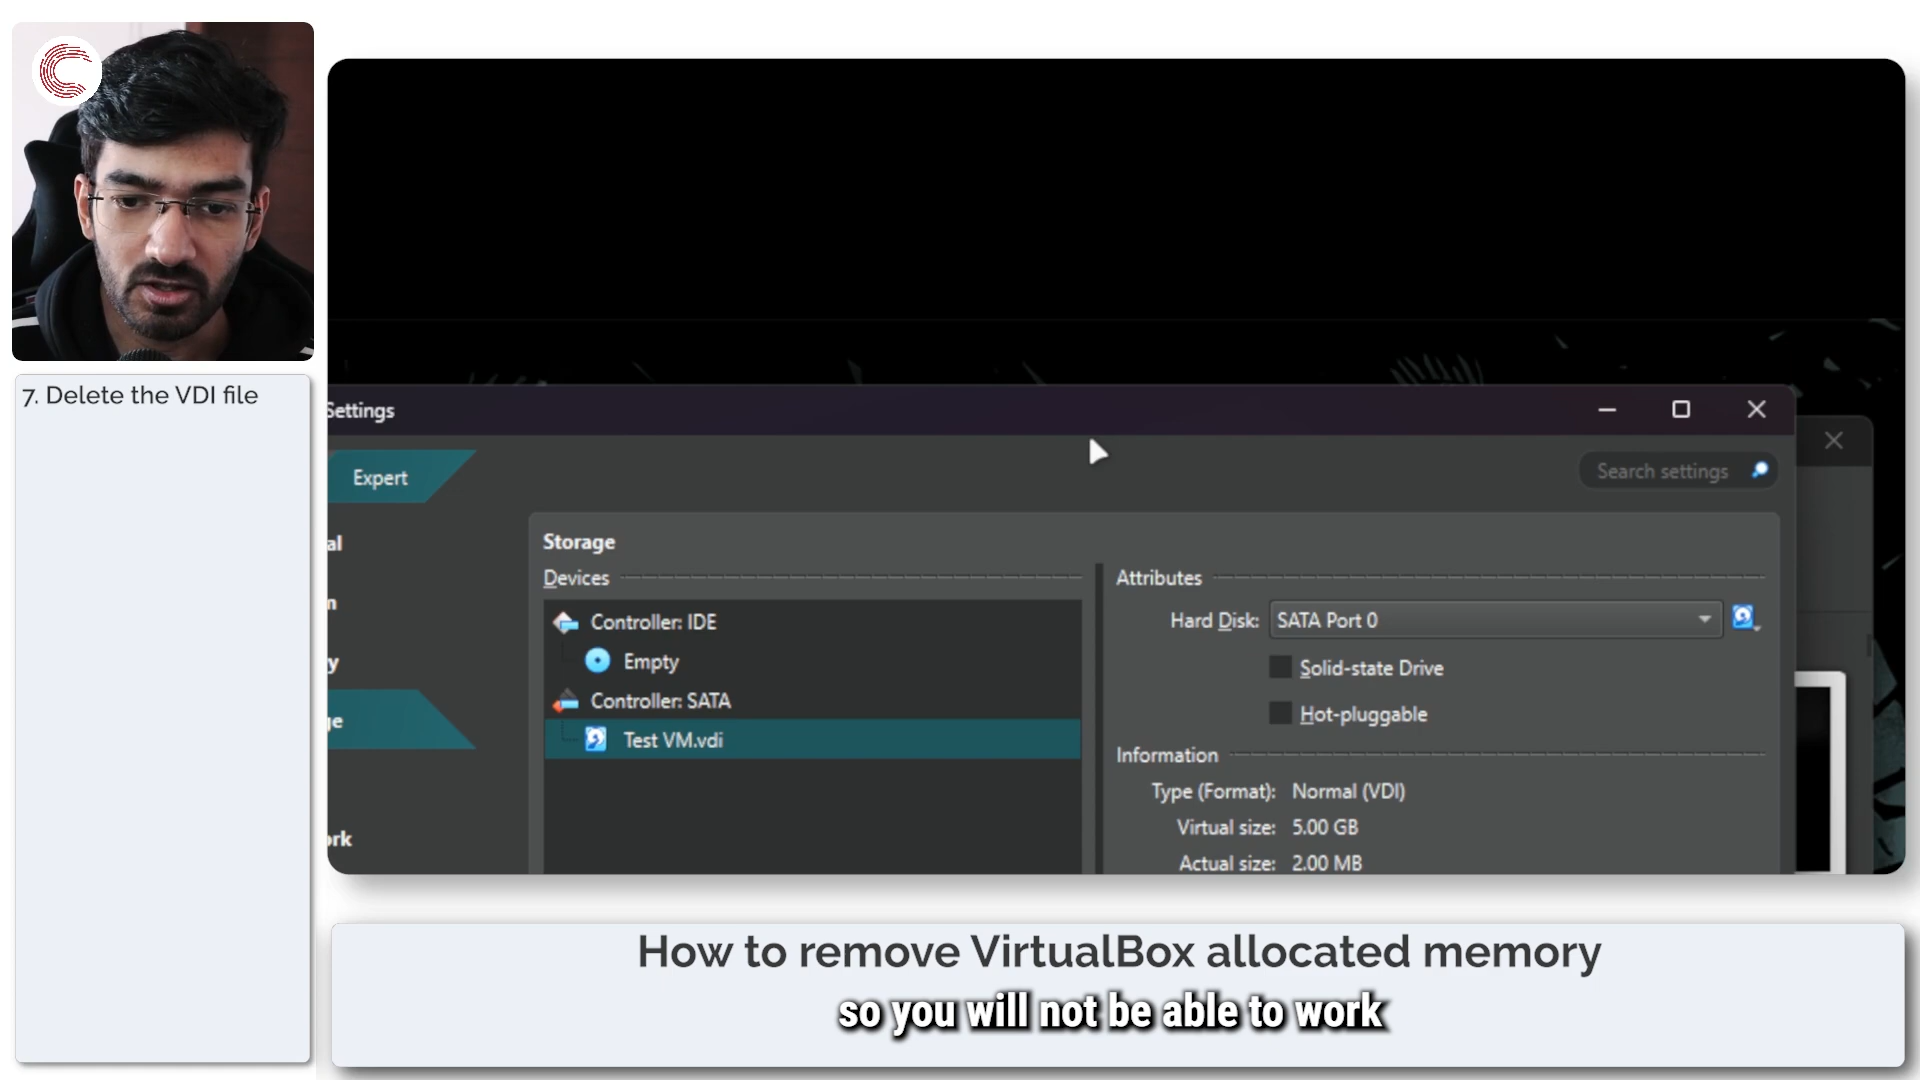 7. Delete the VDI file
Settings
Expert
Search settings
al
n
y
ge
ork
Storage
Devices
Controller: IDE
Empty
Controller: SATA
Test VM.vdi
Attributes
Hard Disk: SATA Port 0
Solid-state Drive
Hot-pluggable
Information
Type (Format): Normal (VDI)
Virtual size: 5.00 GB
Actual size: 2.00 MB
How to remove VirtualBox allocated memory
so you will not be able to work